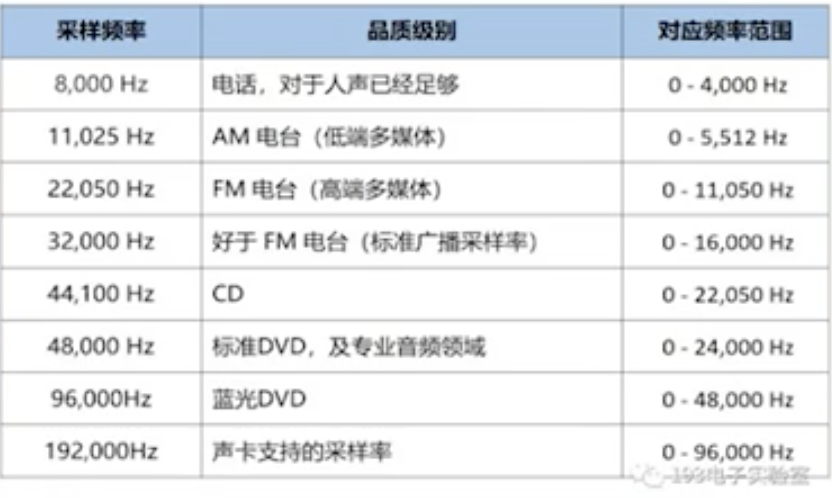 采样频率 品质级别 对应频率范围
8,000 Hz 电话，对于人声已经足够 0 - 4,000 Hz
11,025 Hz AM 电台（低端多媒体） 0 - 5,512 Hz
22,050 Hz FM 电台（高端多媒体） 0 - 11,050 Hz
32,000 Hz 好于 FM 电台（标准广播采样率） 0 - 16,000 Hz
44,100 Hz CD 0 - 22,050 Hz
48,000 Hz 标准DVD，及专业音频领域 0 - 24,000 Hz
96,000Hz 蓝光DVD 0 - 48,000 Hz
192,000Hz 声卡支持的采样率 0 - 96,000 Hz
193电子实验室